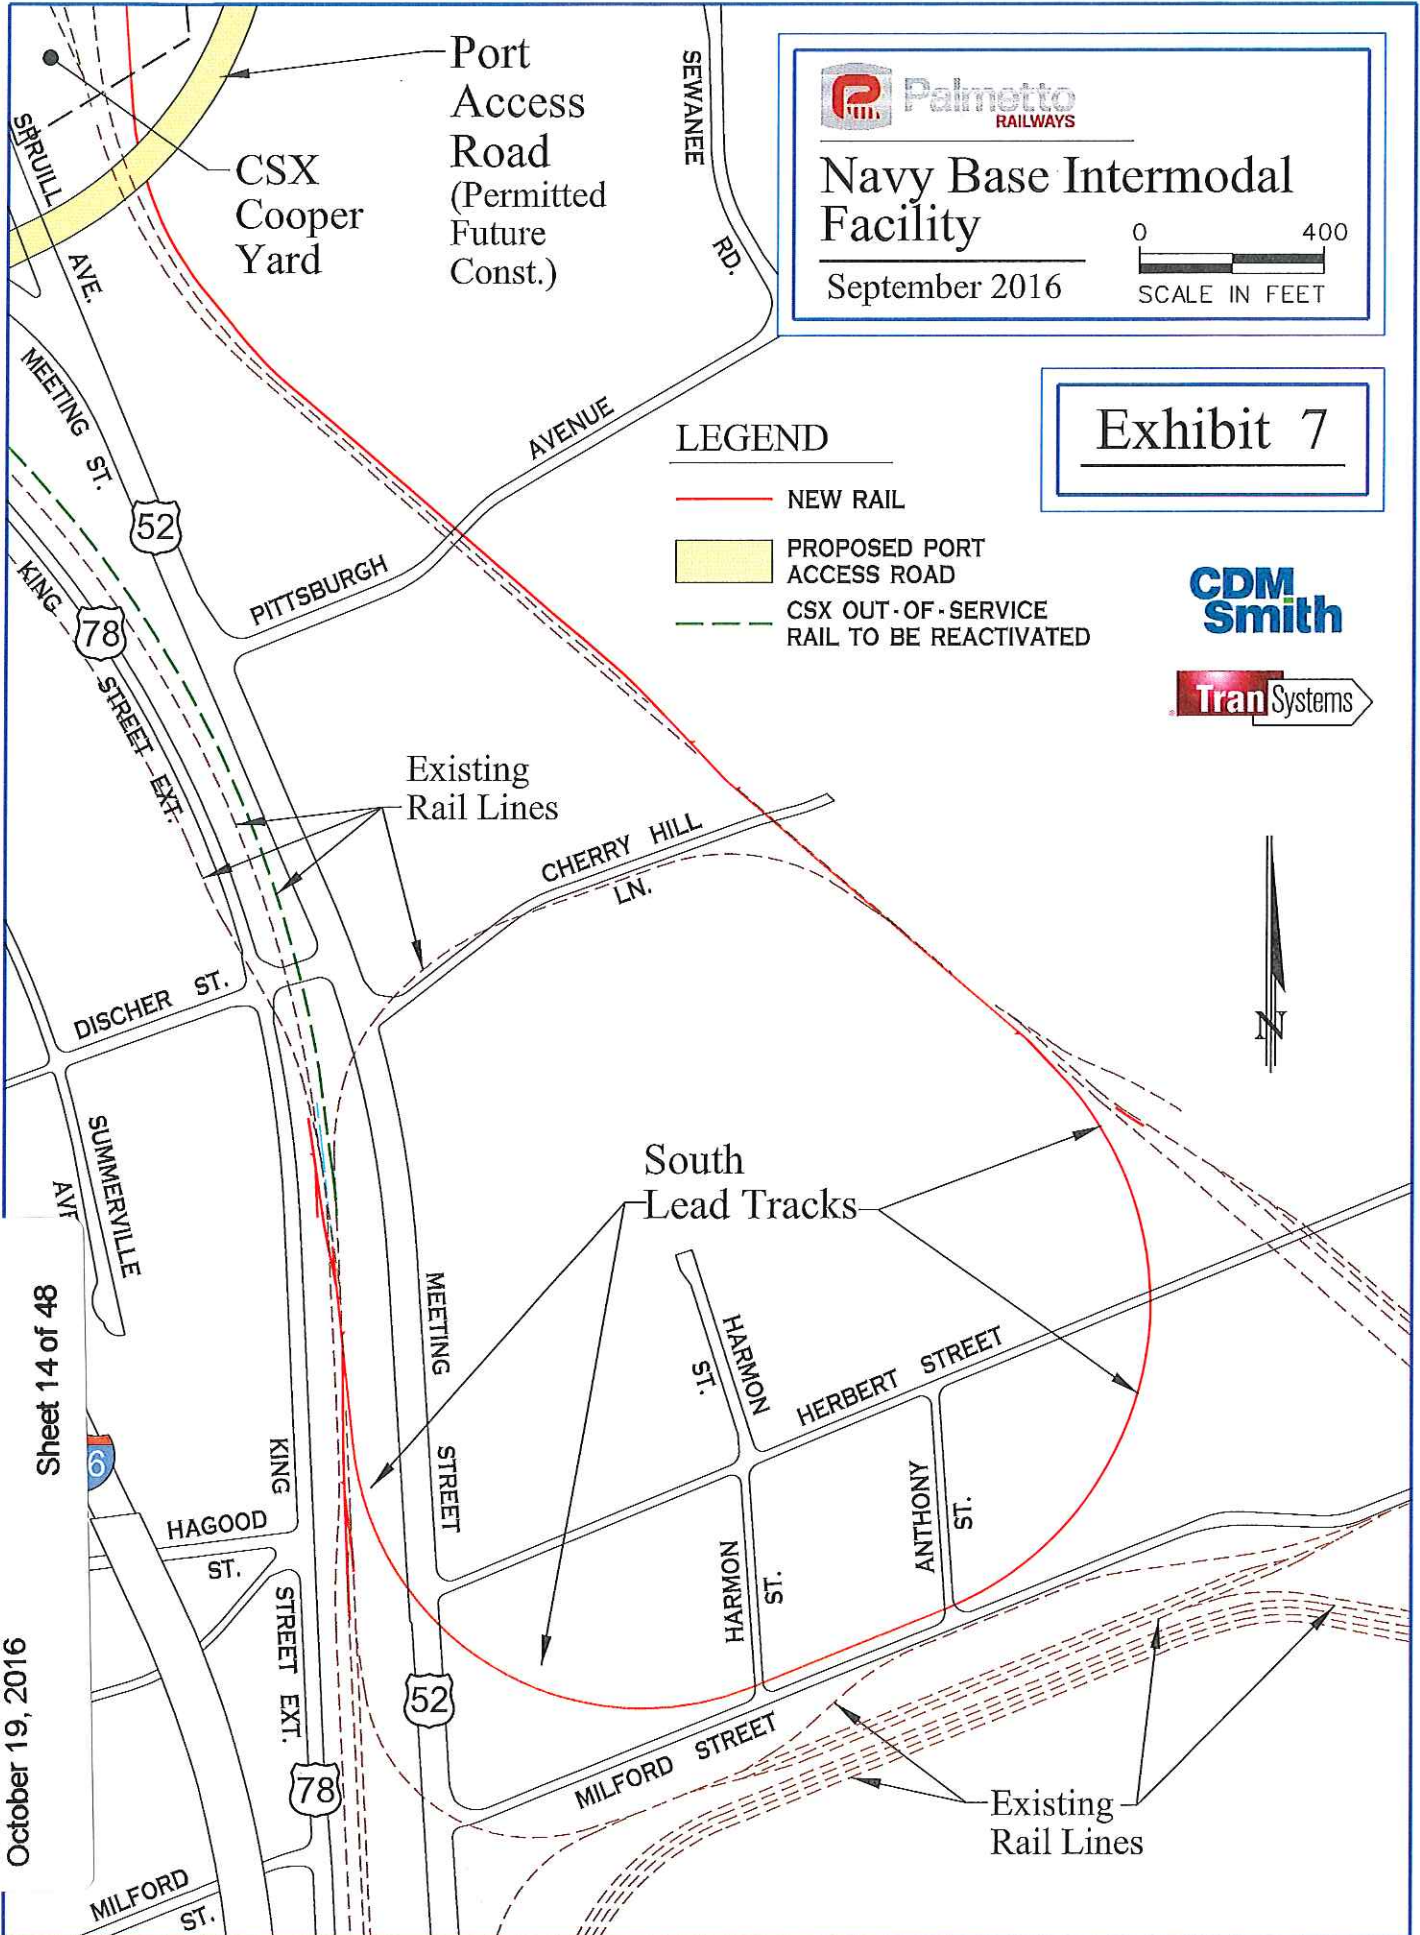 Port
Access
Road
(Permitted
Future
Const.)
CSX
Cooper
Yard
SPRUILL
AVE.
SEWANEE
RD.
Palmetto
RAILWAYS
Navy Base Intermodal
Facility
September 2016
0 400
SCALE IN FEET
Exhibit 7
MEETING
ST.
52
KING
78
STREET EXT.
PITTSBURGH
AVENUE
LEGEND
NEW RAIL
PROPOSED PORT
ACCESS ROAD
CSX OUT-OF-SERVICE
RAIL TO BE REACTIVATED
CDM
Smith
TranSystems
Existing
Rail Lines
CHERRY HILL
LN.
N
DISCHER ST.
SUMMERVILLE
AVE
South
Lead Tracks
MEETING
STREET
HARMON
ST.
HERBERT STREET
ANTHONY
ST.
HARMON
ST.
KING
STREET EXT.
HAGOOD
ST.
6
52
78
MILFORD STREET
MILFORD
ST.
Existing
Rail Lines
Sheet 14 of 48
October 19, 2016